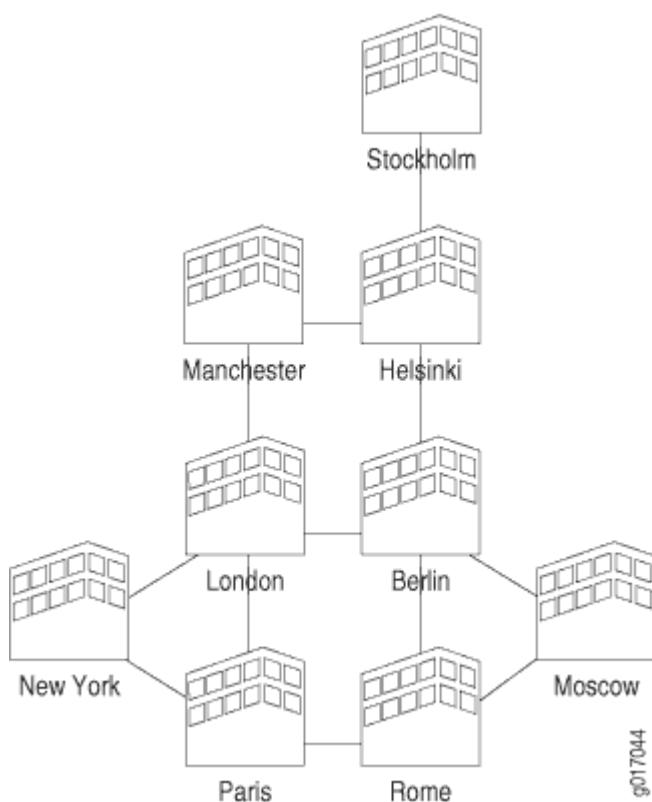 Stockholm
Manchester
Helsinki
London
Berlin
New York
Moscow
Paris
Rome
g017044